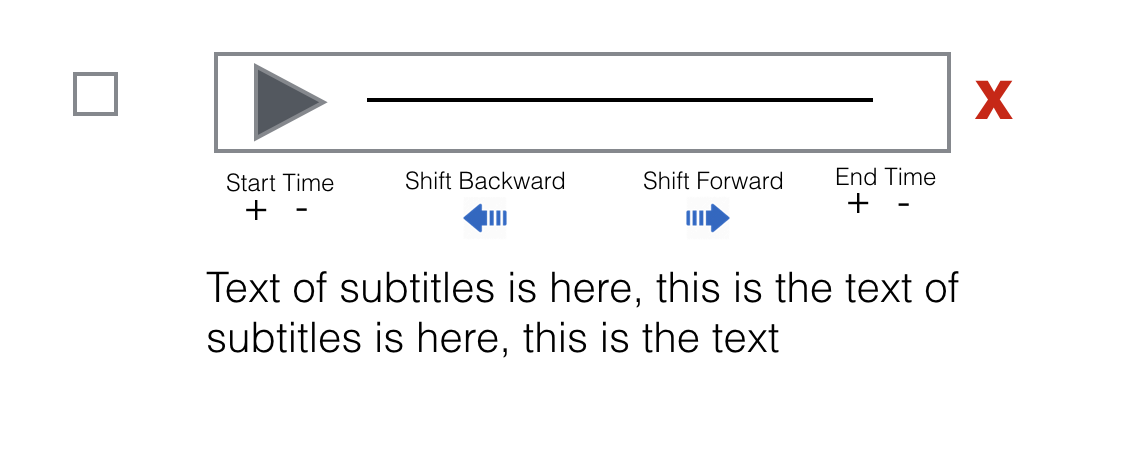 X
Start Time
Shift Backward
Shift Forward
End Time
+ -
+ -
Text of subtitles is here, this is the text of
subtitles is here, this is the text